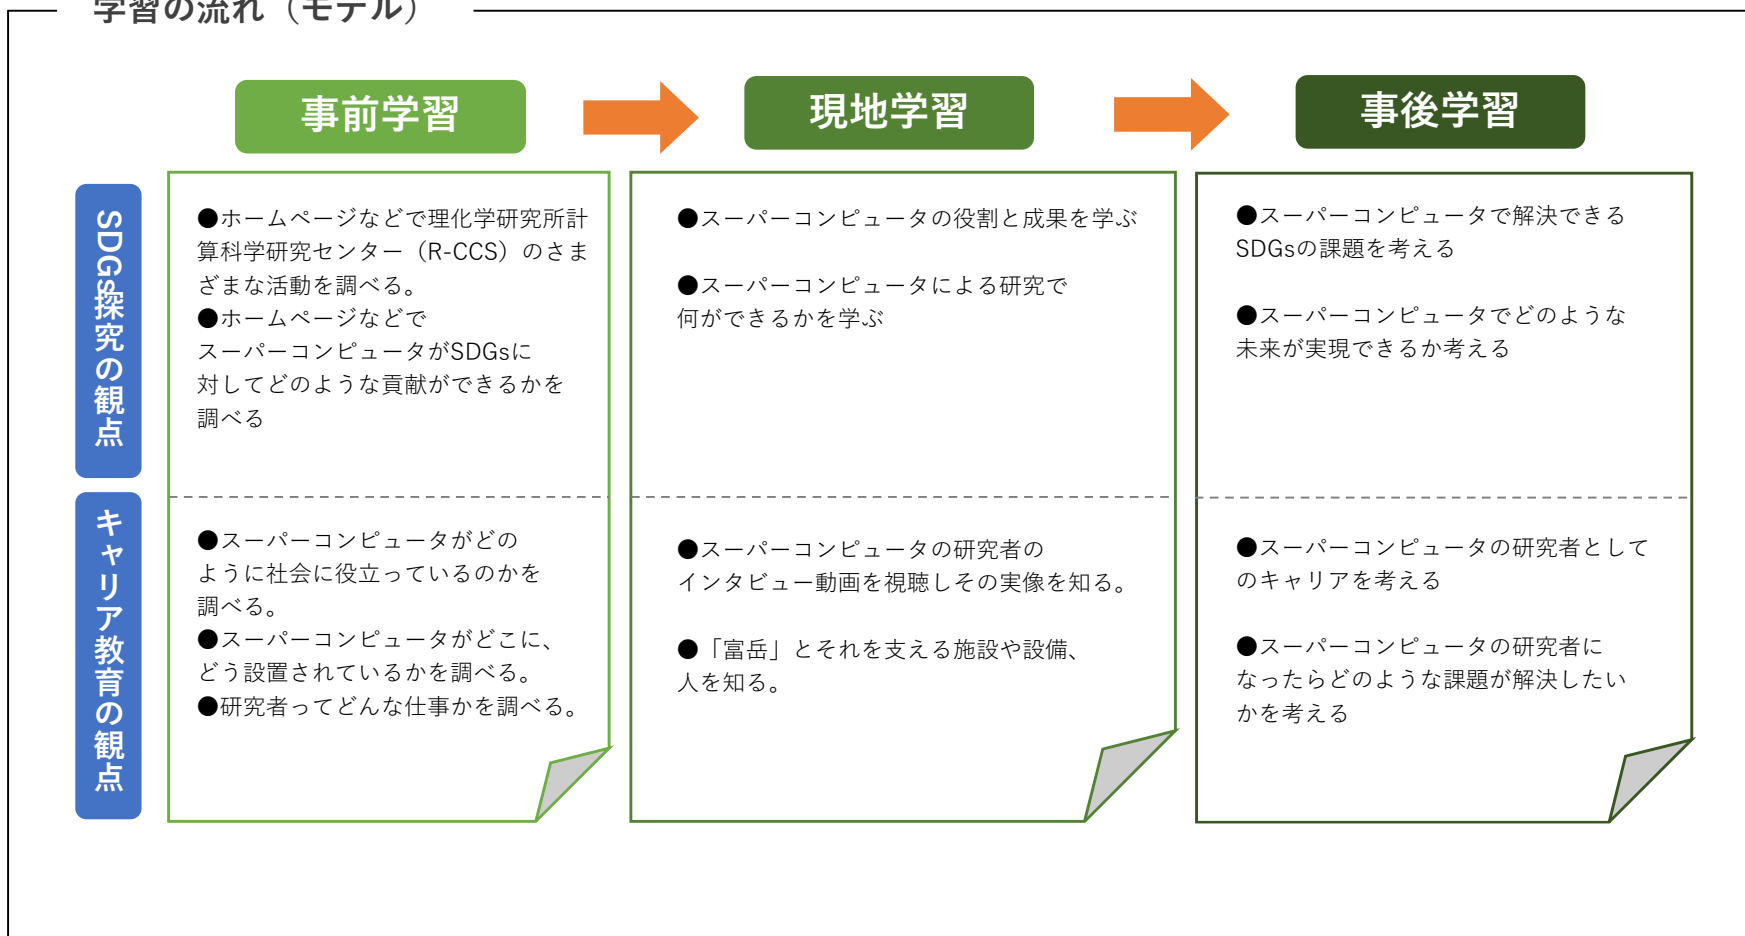 学習の流れ（モデル）
事前学習
現地学習
事後学習
SDGs探究の観点
●ホームページなどで理化学研究所計
算科学研究センター（R-CCS）のさま
ざまな活動を調べる。
●ホームページなどで
スーパーコンピュータがSDGsに
対してどのような貢献ができるかを
調べる
●スーパーコンピュータの役割と成果を学ぶ
●スーパーコンピュータによる研究で
何ができるかを学ぶ
●スーパーコンピュータで解決できる
SDGsの課題を考える
●スーパーコンピュータでどのような
未来が実現できるか考える
キャリア教育の観点
●スーパーコンピュータがどの
ように社会に役立っているのかを
調べる。
●スーパーコンピュータがどこに、
どう設置されているかを調べる。
●研究者ってどんな仕事かを調べる。
●スーパーコンピュータの研究者の
インタビュー動画を視聴しその実像を知る。
●「富岳」とそれを支える施設や設備、
人を知る。
●スーパーコンピュータの研究者として
のキャリアを考える
●スーパーコンピュータの研究者に
なったらどのような課題が解決したい
かを考える